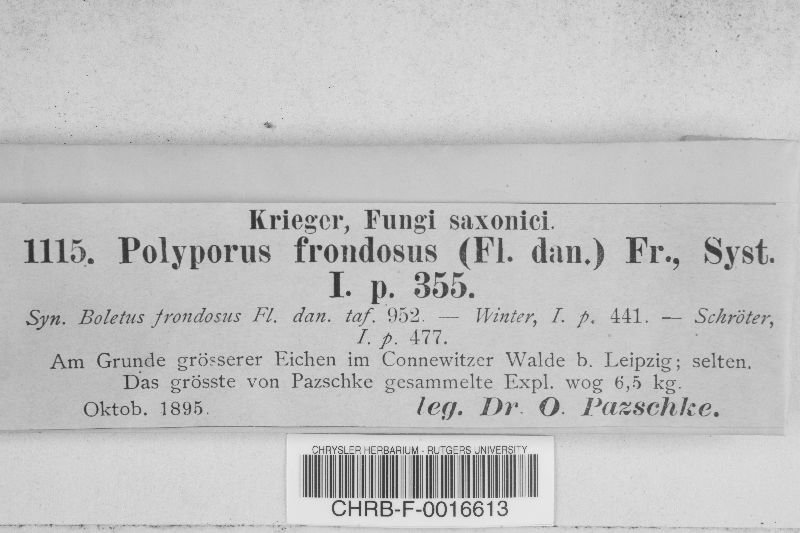 Krieger, Fungi saxonici.
1115. Polyporus frondosus (Fl. dan.) Fr., Syst.
I. p. 355.
Syn. Boletus frondosus Fl. dan. taf. 952. — Winter, I. p. 441. — Schröter,
I. p. 477.
Am Grunde grösserer Eichen im Connewitzer Walde b. Leipzig; selten.
Das grösste von Pazschke gesammelte Expl. wog 6,5 kg.
Oktob. 1895. leg. Dr. O. Pazschke.
CHRYSLER HERBARIUM - RUTGERS UNIVERSITY
CHRB-F-0016613